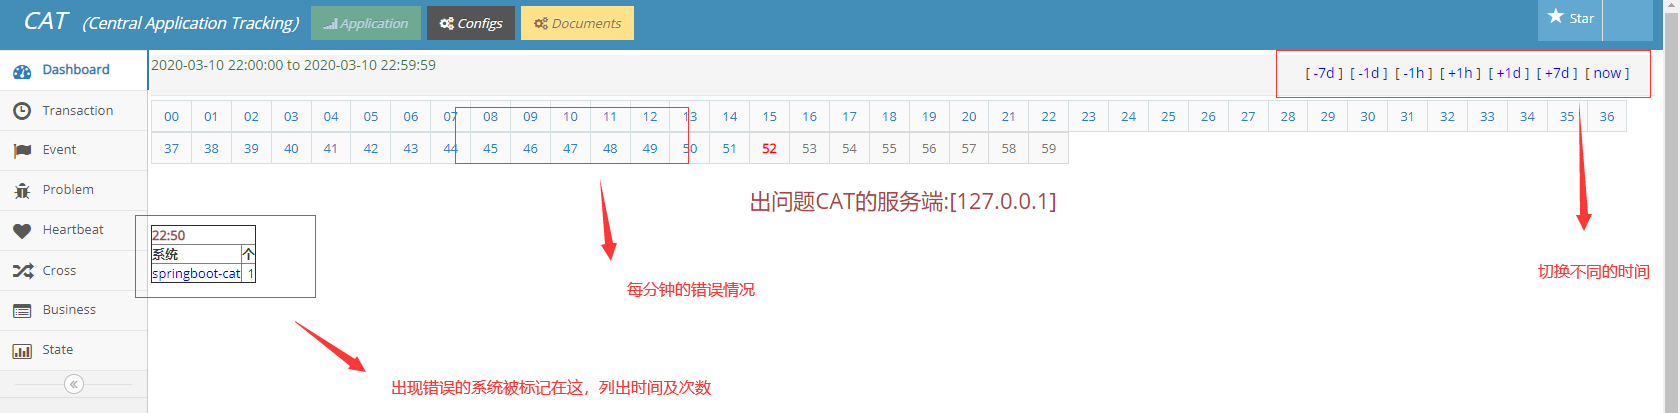 CAT (Central Application Tracking) Application Configs Documents Star
Dashboard
2020-03-10 22:00:00 to 2020-03-10 22:59:59
[ -7d ] [ -1d ] [ -1h ] [ +1h ] [ +1d ] [ +7d ] [ now ]
Transaction
00 01 02 03 04 05 06 07 08 09 10 11 12 13 14 15 16 17 18 19 20 21 22 23 24 25 26 27 28 29 30 31 32 33 34 35 36
Event
37 38 39 40 41 42 43 44 45 46 47 48 49 50 51 52 53 54 55 56 57 58 59
Problem
出问题CAT的服务端:[127.0.0.1]
Heartbeat
22:50
系统 个
springboot-cat 1
Cross
切换不同的时间
每分钟的错误情况
Business
State
出现错误的系统被标记在这，列出时间及次数